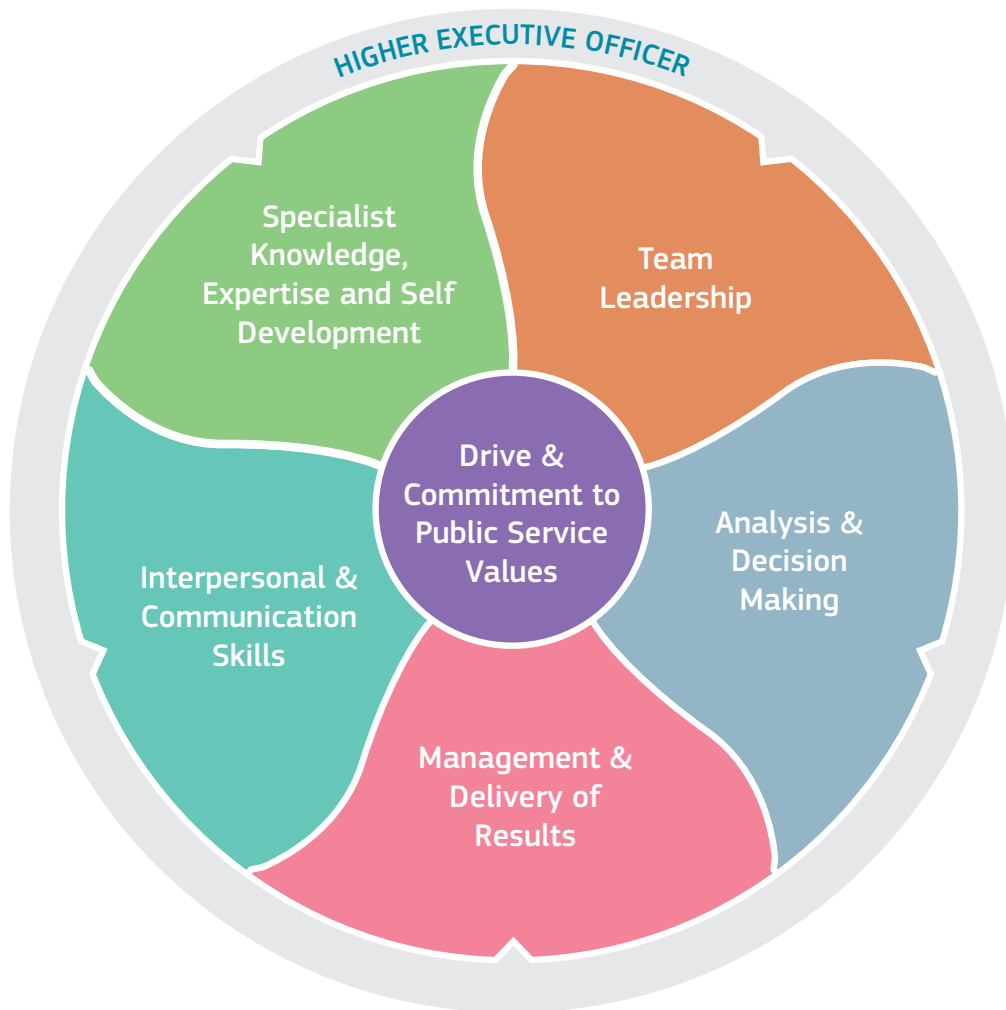 HIGHER EXECUTIVE OFFICER
Specialist
Knowledge,
Expertise and Self
Development
Team
Leadership
Drive &
Commitment to
Public Service
Values
Analysis &
Decision
Making
Interpersonal &
Communication
Skills
Management &
Delivery of
Results